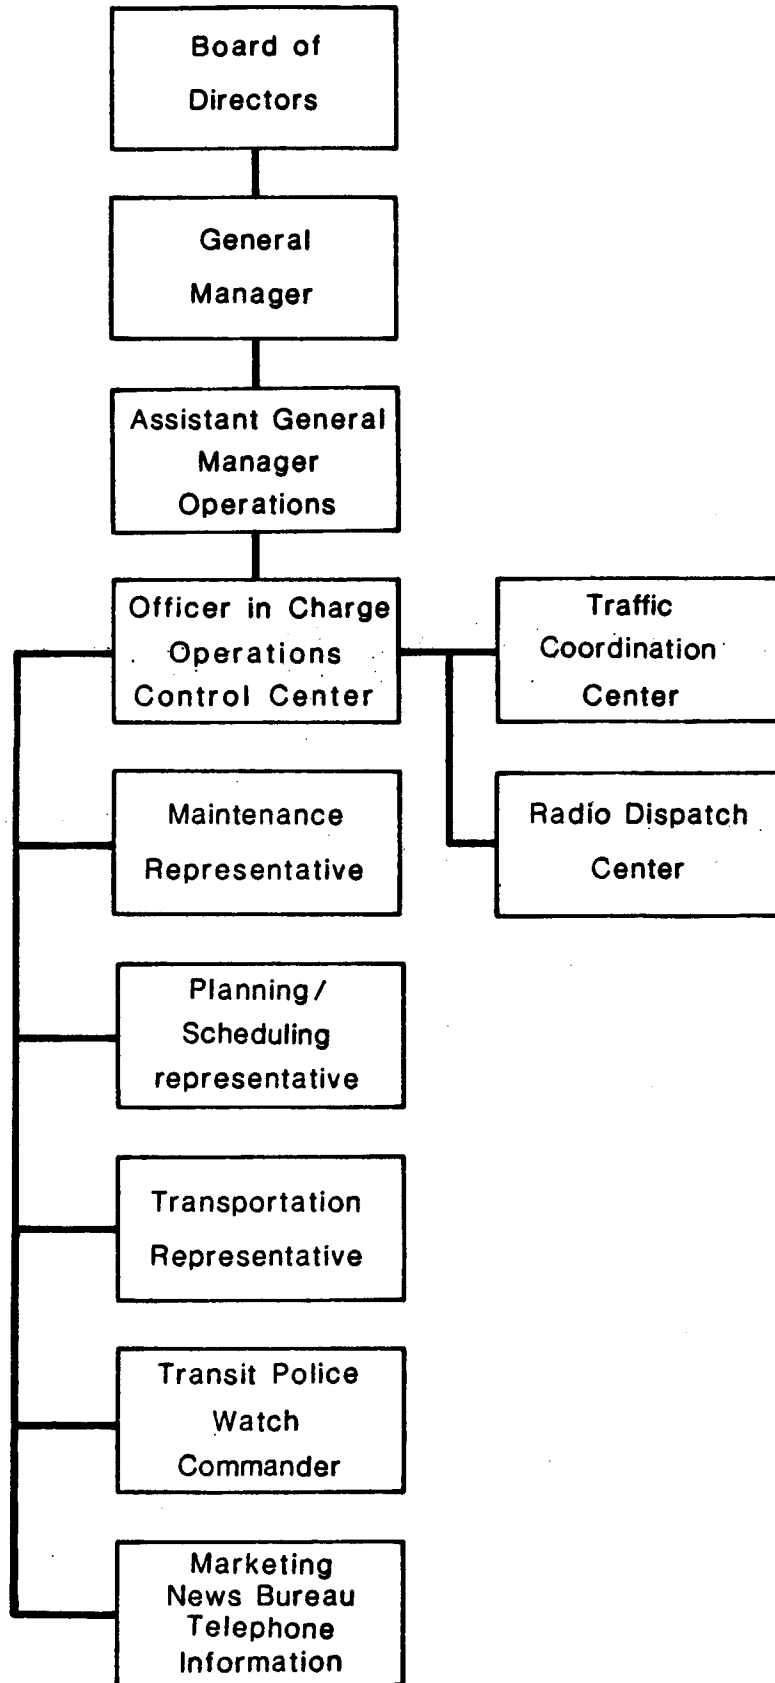 Board of
Directors
General
Manager
Assistant General
Manager
Operations
Officer in Charge
Operations
Control Center
Traffic
Coordination
Center
Maintenance
Representative
Radio Dispatch
Center
Planning/
Scheduling
representative
Transportation
Representative
Transit Police
Watch
Commander
Marketing
News Bureau
Telephone
Information